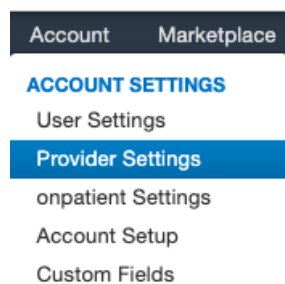 Account Marketplace
ACCOUNT SETTINGS
User Settings
Provider Settings
onpatient Settings
Account Setup
Custom Fields